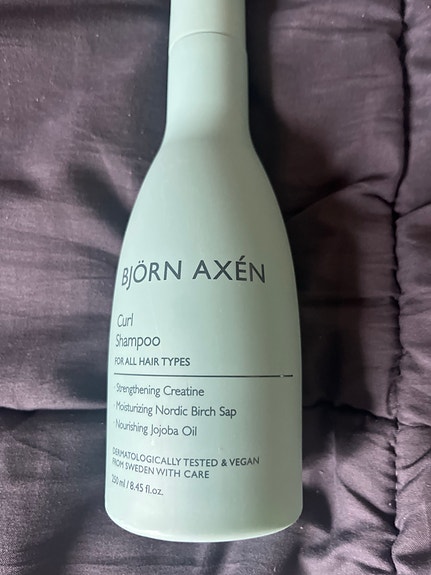 BJÖRN AXÉN
Curl
Shampoo
FOR ALL HAIR TYPES
· Strengthening Creatine
· Moisturizing Nordic Birch Sap
· Nourishing Jojoba Oil
DERMATOLOGICALLY TESTED & VEGAN
FROM SWEDEN WITH CARE
250 ml / 8.45 fl.oz.